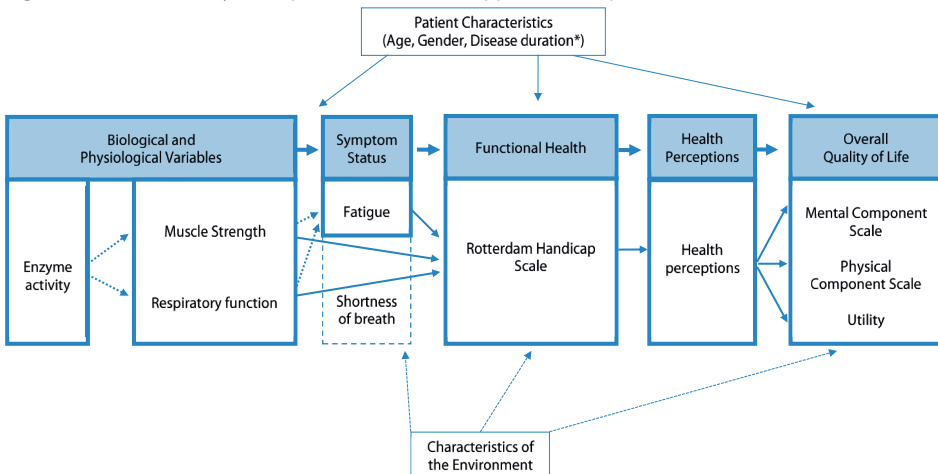 Patient Characteristics
(Age, Gender, Disease duration*)
Biological and
Physiological Variables
Symptom
Status
Functional Health
Health
Perceptions
Overall
Quality of Life
Enzyme
activity
Muscle Strength
Respiratory function
Fatigue
Shortness
of breath
Rotterdam Handicap
Scale
Health
perceptions
Mental Component
Scale
Physical
Component Scale
Utility
Characteristics of
the Environment